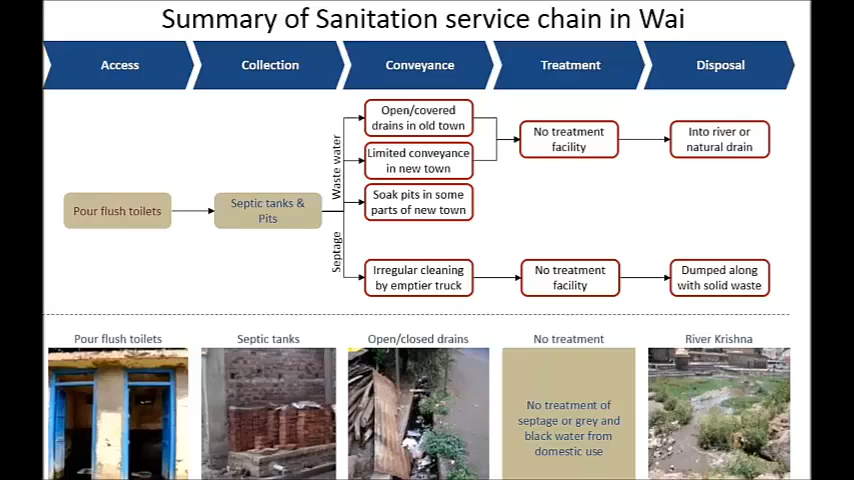 Summary of Sanitation service chain in Wai
Access
Collection
Conveyance
Treatment
Disposal
Waste water
Septage
Pour flush toilets
Septic tanks &
Pits
Open/covered
drains in old town
Limited conveyance
in new town
Soak pits in some
parts of new town
Irregular cleaning
by emptier truck
No treatment
facility
No treatment
facility
Into river or
natural drain
Dumped along
with solid waste
Pour flush toilets
Septic tanks
Open/closed drains
No treatment
River Krishna
No treatment of
septage or grey and
black water from
domestic use